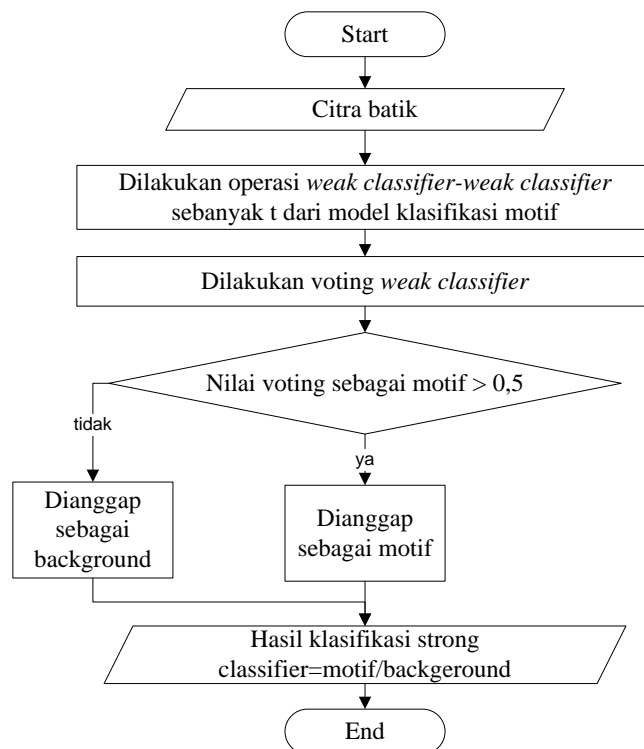 Start
Citra batik
Dilakukan operasi weak classifier-weak classifier
sebanyak t dari model klasifikasi motif
Dilakukan voting weak classifier
Nilai voting sebagai motif > 0,5
tidak
ya
Dianggap
sebagai
background
Dianggap
sebagai motif
Hasil klasifikasi strong
classifier=motif/backgeround
End